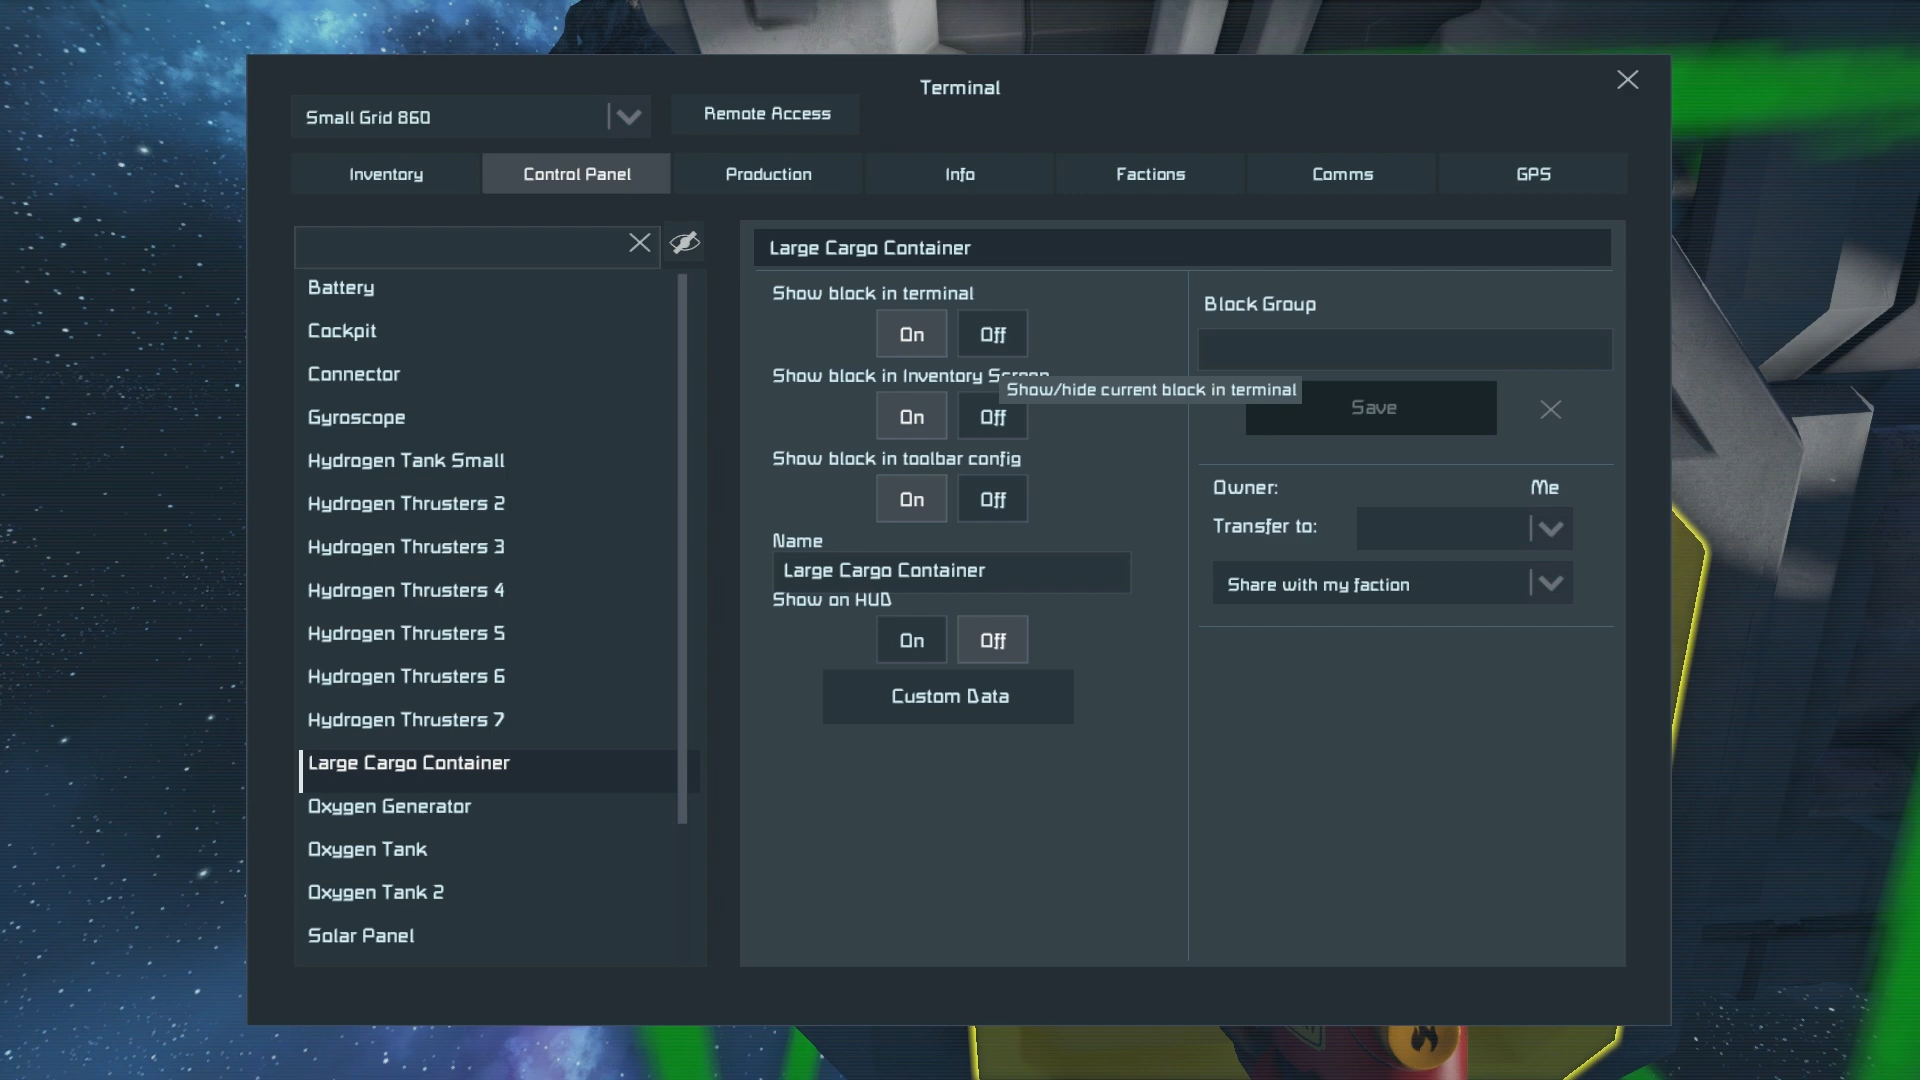 Terminal
Small Grid 860
Remote Access
Inventory
Control Panel
Production
Info
Factions
Comms
GPS
Battery
Cockpit
Connector
Gyroscope
Hydrogen Tank Small
Hydrogen Thrusters 2
Hydrogen Thrusters 3
Hydrogen Thrusters 4
Hydrogen Thrusters 5
Hydrogen Thrusters 6
Hydrogen Thrusters 7
Large Cargo Container
Oxygen Generator
Oxygen Tank
Oxygen Tank 2
Solar Panel
Large Cargo Container
Show block in terminal
On Off
Show block in Inventory Screen
Show/hide current block in terminal
On Off
Show block in toolbar config
On Off
Name
Large Cargo Container
Show on HUD
On Off
Custom Data
Block Group
Save
Owner: Me
Transfer to:
Share with my faction